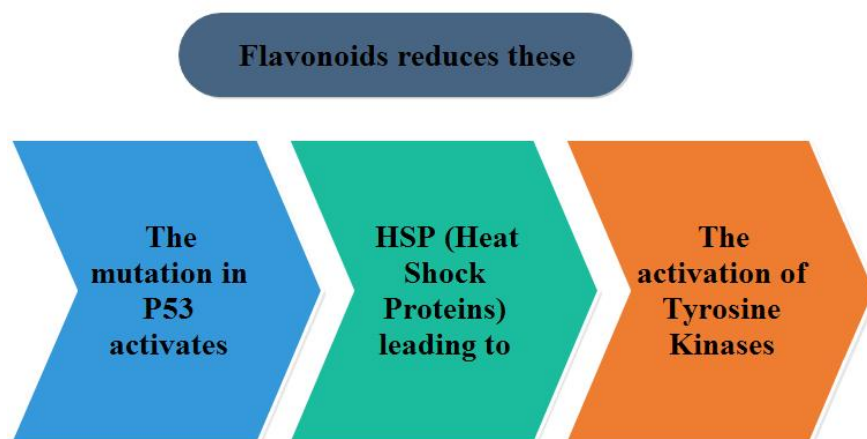 Flavonoids reduces these
The
mutation in
P53
activates
HSP (Heat
Shock
Proteins)
leading to
The
activation of
Tyrosine
Kinases